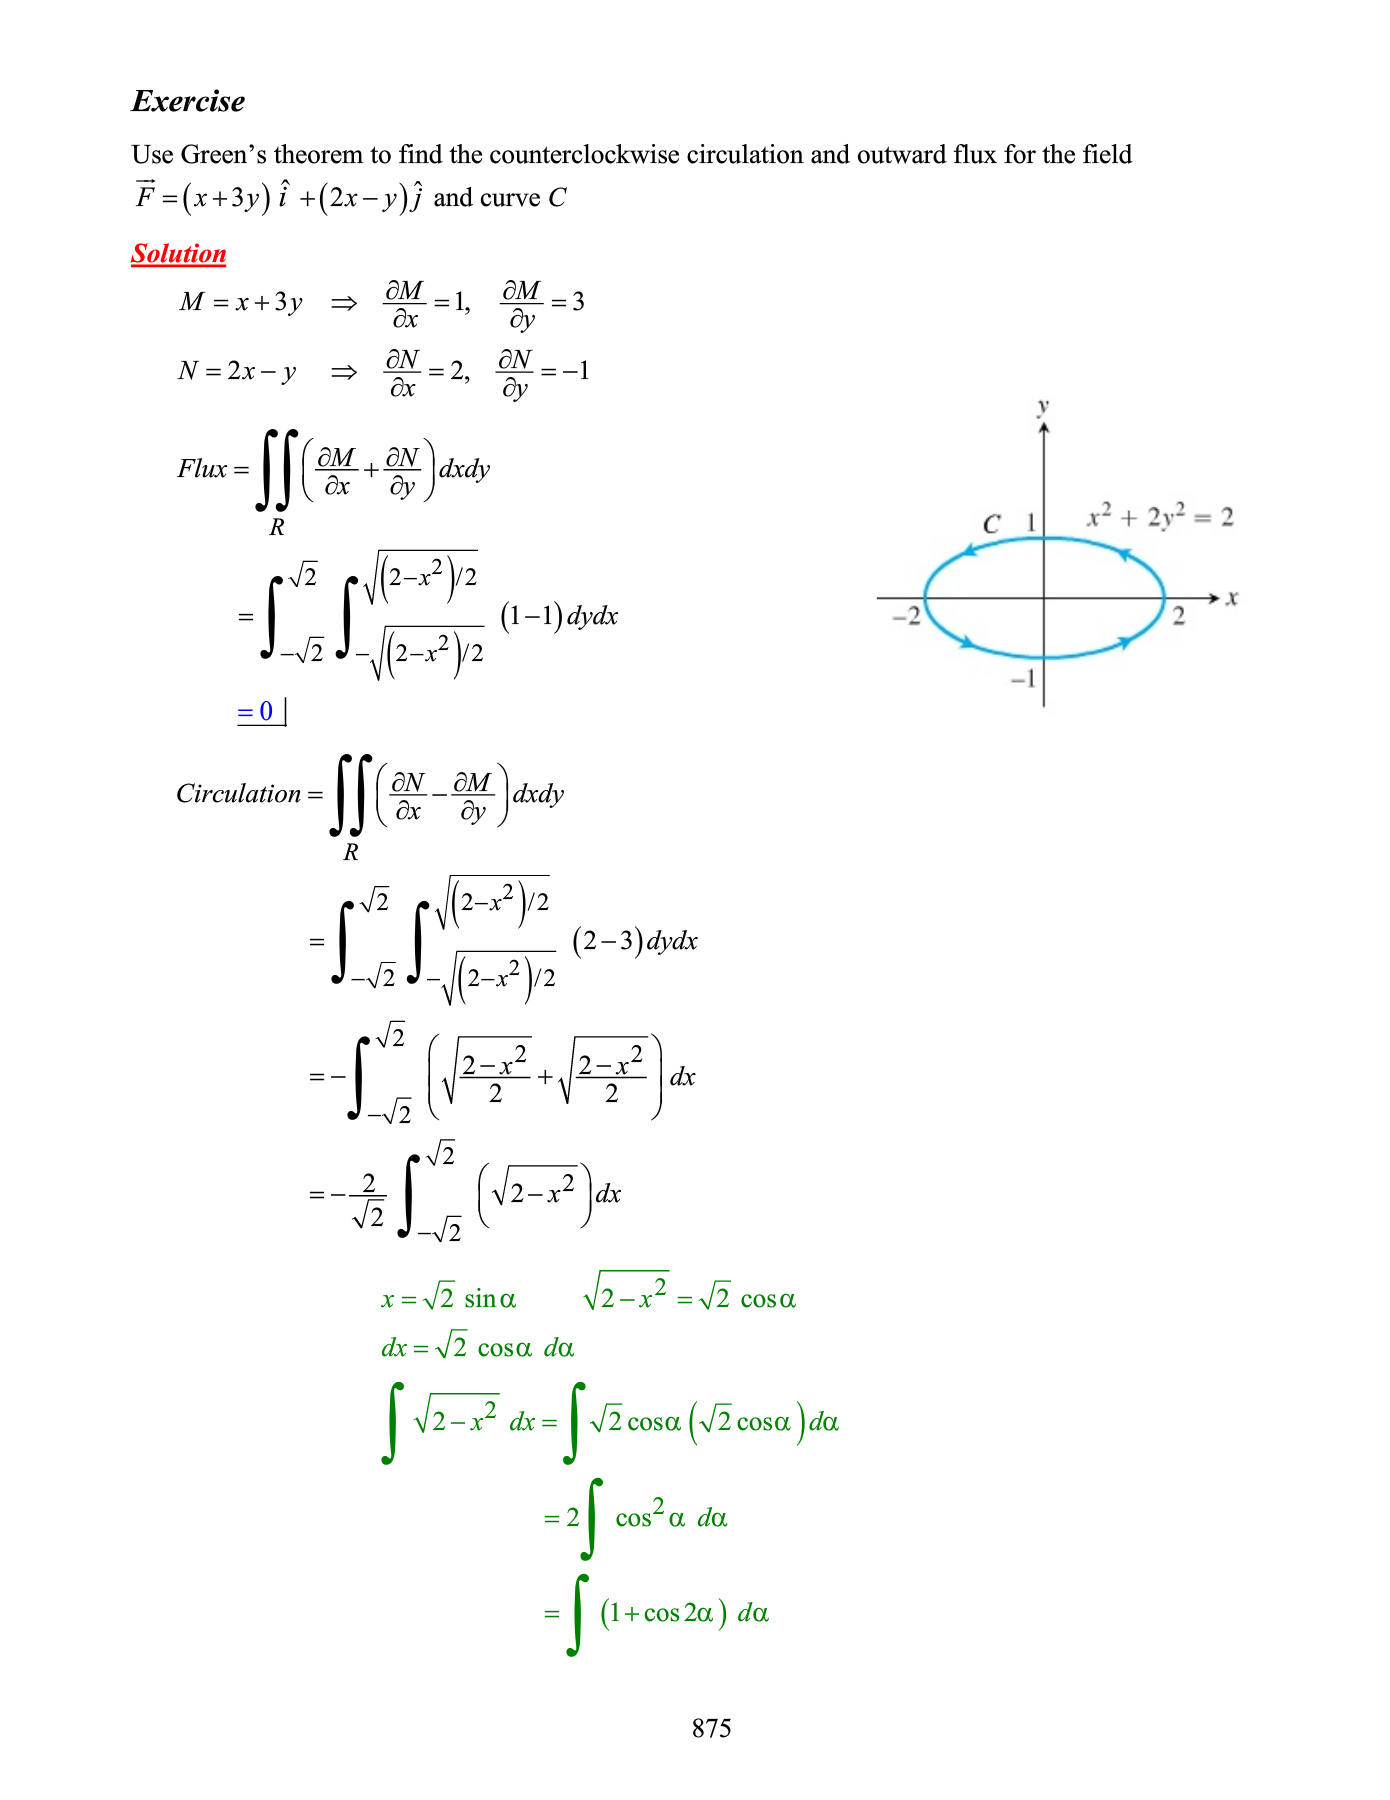 Exercise
Use Green's theorem to find the counterclockwise circulation and outward flux for the field
$\vec{F} = (x+3y)\,\hat{i} + (2x-y)\,\hat{j}$ and curve C
Solution
$M = x+3y \;\Rightarrow\; \frac{\partial M}{\partial x} = 1, \; \frac{\partial M}{\partial y} = 3$
$N = 2x-y \;\Rightarrow\; \frac{\partial N}{\partial x} = 2, \; \frac{\partial N}{\partial y} = -1$
$Flux = \iint_R \left(\frac{\partial M}{\partial x} + \frac{\partial N}{\partial y}\right) dxdy$
$= \int_{-\sqrt{2}}^{\sqrt{2}} \int_{-\sqrt{(2-x^2)/2}}^{\sqrt{(2-x^2)/2}} (1-1)\,dydx$
$= 0$
y
C 1 $x^2 + 2y^2 = 2$
−2 2 x
−1
$Circulation = \iint_R \left(\frac{\partial N}{\partial x} - \frac{\partial M}{\partial y}\right) dxdy$
$= \int_{-\sqrt{2}}^{\sqrt{2}} \int_{-\sqrt{(2-x^2)/2}}^{\sqrt{(2-x^2)/2}} (2-3)\,dydx$
$= -\int_{-\sqrt{2}}^{\sqrt{2}} \left(\sqrt{\frac{2-x^2}{2}} + \sqrt{\frac{2-x^2}{2}}\right) dx$
$= -\frac{2}{\sqrt{2}} \int_{-\sqrt{2}}^{\sqrt{2}} \left(\sqrt{2-x^2}\right) dx$
$x = \sqrt{2}\,\sin\alpha \quad \sqrt{2-x^2} = \sqrt{2}\,\cos\alpha$
$dx = \sqrt{2}\,\cos\alpha\;d\alpha$
$\int \sqrt{2-x^2}\,dx = \int \sqrt{2}\cos\alpha\left(\sqrt{2}\cos\alpha\right)d\alpha$
$= 2\int \cos^2\alpha\;d\alpha$
$= \int (1+\cos 2\alpha)\;d\alpha$
875